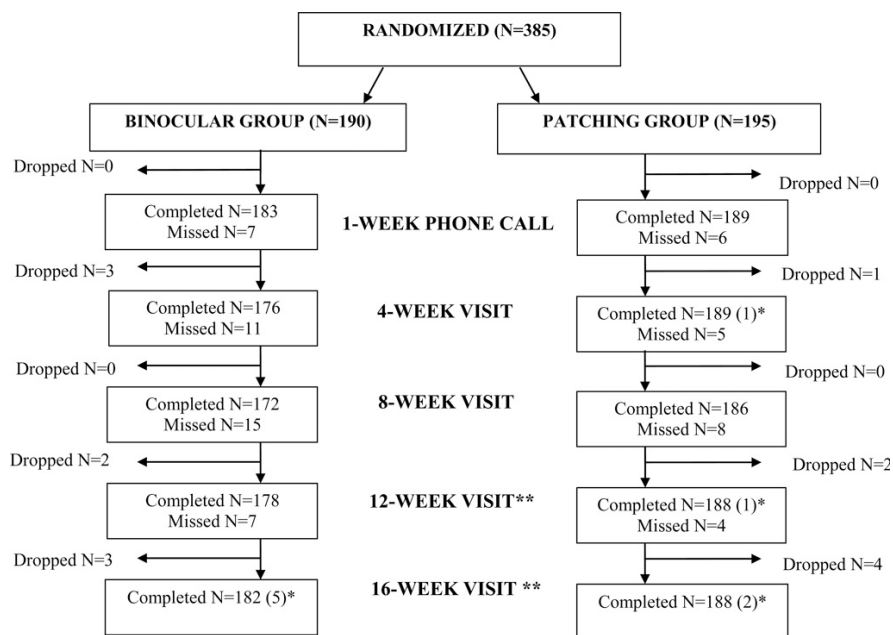 RANDOMIZED (N=385)
BINOCULAR GROUP (N=190)
PATCHING GROUP (N=195)
Dropped N=0
Dropped N=0
Completed N=183
Missed N=7
1-WEEK PHONE CALL
Completed N=189
Missed N=6
Dropped N=3
Dropped N=1
Completed N=176
Missed N=11
4-WEEK VISIT
Completed N=189 (1)*
Missed N=5
Dropped N=0
Dropped N=0
Completed N=172
Missed N=15
8-WEEK VISIT
Completed N=186
Missed N=8
Dropped N=2
Dropped N=2
Completed N=178
Missed N=7
12-WEEK VISIT**
Completed N=188 (1)*
Missed N=4
Dropped N=3
Dropped N=4
Completed N=182 (5)*
16-WEEK VISIT **
Completed N=188 (2)*